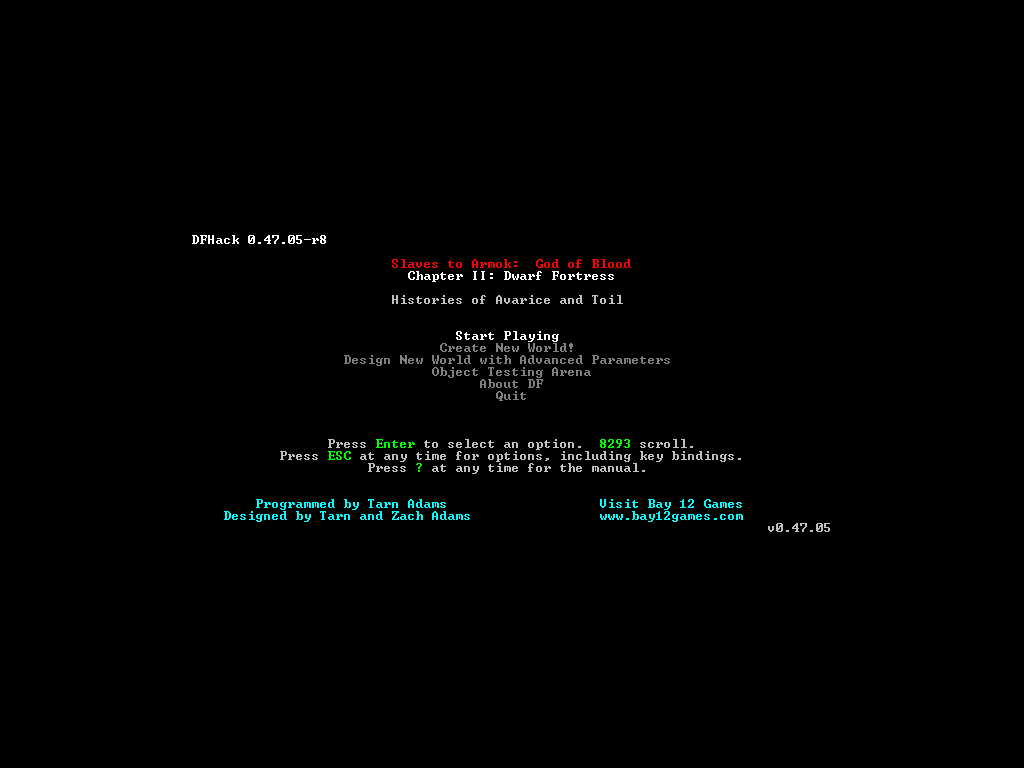 DFHack 0.47.05-r8
Slaves to Armok:  God of Blood
Chapter II: Dwarf Fortress
Histories of Avarice and Toil
Start Playing
Create New World!
Design New World with Advanced Parameters
Object Testing Arena
About DF
Quit
Press Enter to select an option.  8293 scroll.
Press ESC at any time for options, including key bindings.
Press ? at any time for the manual.
Programmed by Tarn Adams
Designed by Tarn and Zach Adams
Visit Bay 12 Games
www.bay12games.com
v0.47.05